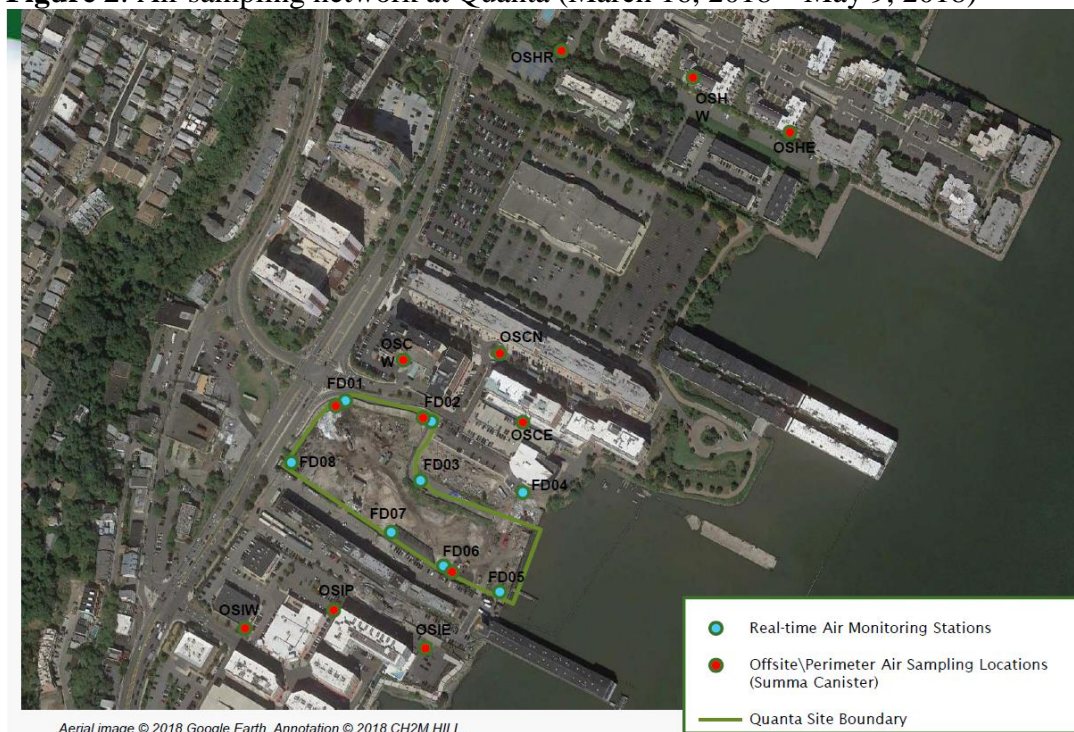 Figure 2. Air sampling network at Quanta (March 16, 2018 – May 9, 2018)
OSHR
OSH
W
OSHE
OSC
W
OSCN
FD01
FD02
OSCE
FD03
FD08
FD04
FD07
FD06
FD05
OSIP
OSIW
OSIE
Real-time Air Monitoring Stations
Offsite\Perimeter Air Sampling Locations
(Summa Canister)
Quanta Site Boundary
Aerial image © 2018 Google Earth. Annotation © 2018 CH2M HILL